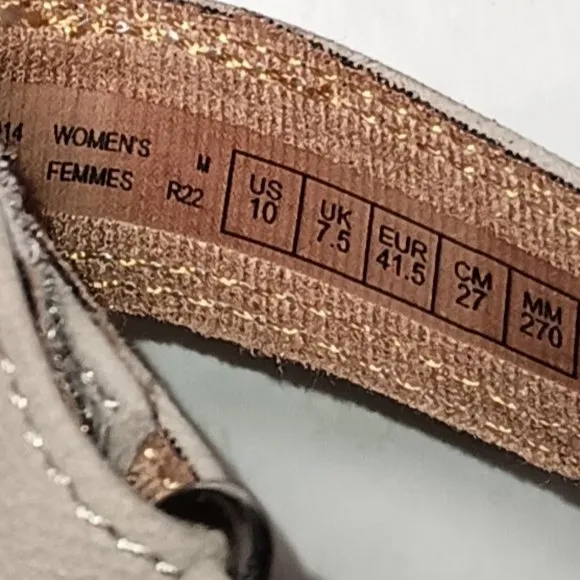 WOMEN'S M
FEMMES R22
US UK EUR CM MM
10 7.5 41.5 27 270